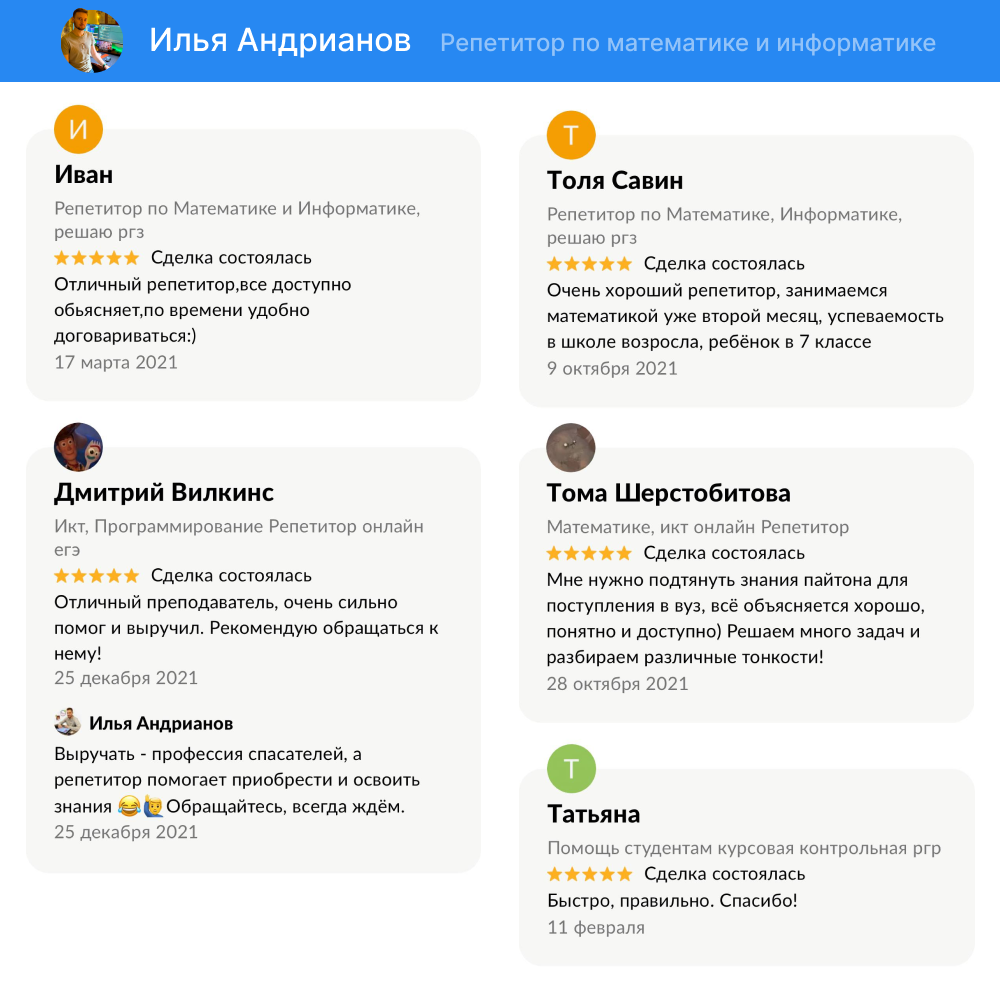 Илья Андрианов Репетитор по математике и информатике
И
Иван
Репетитор по Математике и Информатике,
решаю ргз
Сделка состоялась
Отличный репетитор,все доступно
обьясняет,по времени удобно
договариваться:)
17 марта 2021
Дмитрий Вилкинс
Икт, Программирование Репетитор онлайн
егэ
Сделка состоялась
Отличный преподаватель, очень сильно
помог и выручил. Рекомендую обращаться к
нему!
25 декабря 2021
Илья Андрианов
Выручать - профессия спасателей, а
репетитор помогает приобрести и освоить
знания 😂🙋‍♂️Обращайтесь, всегда ждём.
25 декабря 2021
Т
Толя Савин
Репетитор по Математике, Информатике,
решаю ргз
Сделка состоялась
Очень хороший репетитор, занимаемся
математикой уже второй месяц, успеваемость
в школе возросла, ребёнок в 7 классе
9 октября 2021
Тома Шерстобитова
Математике, икт онлайн Репетитор
Сделка состоялась
Мне нужно подтянуть знания пайтона для
поступления в вуз, всё объясняется хорошо,
понятно и доступно) Решаем много задач и
разбираем различные тонкости!
28 октября 2021
Т
Татьяна
Помощь студентам курсовая контрольная ргр
Сделка состоялась
Быстро, правильно. Спасибо!
11 февраля